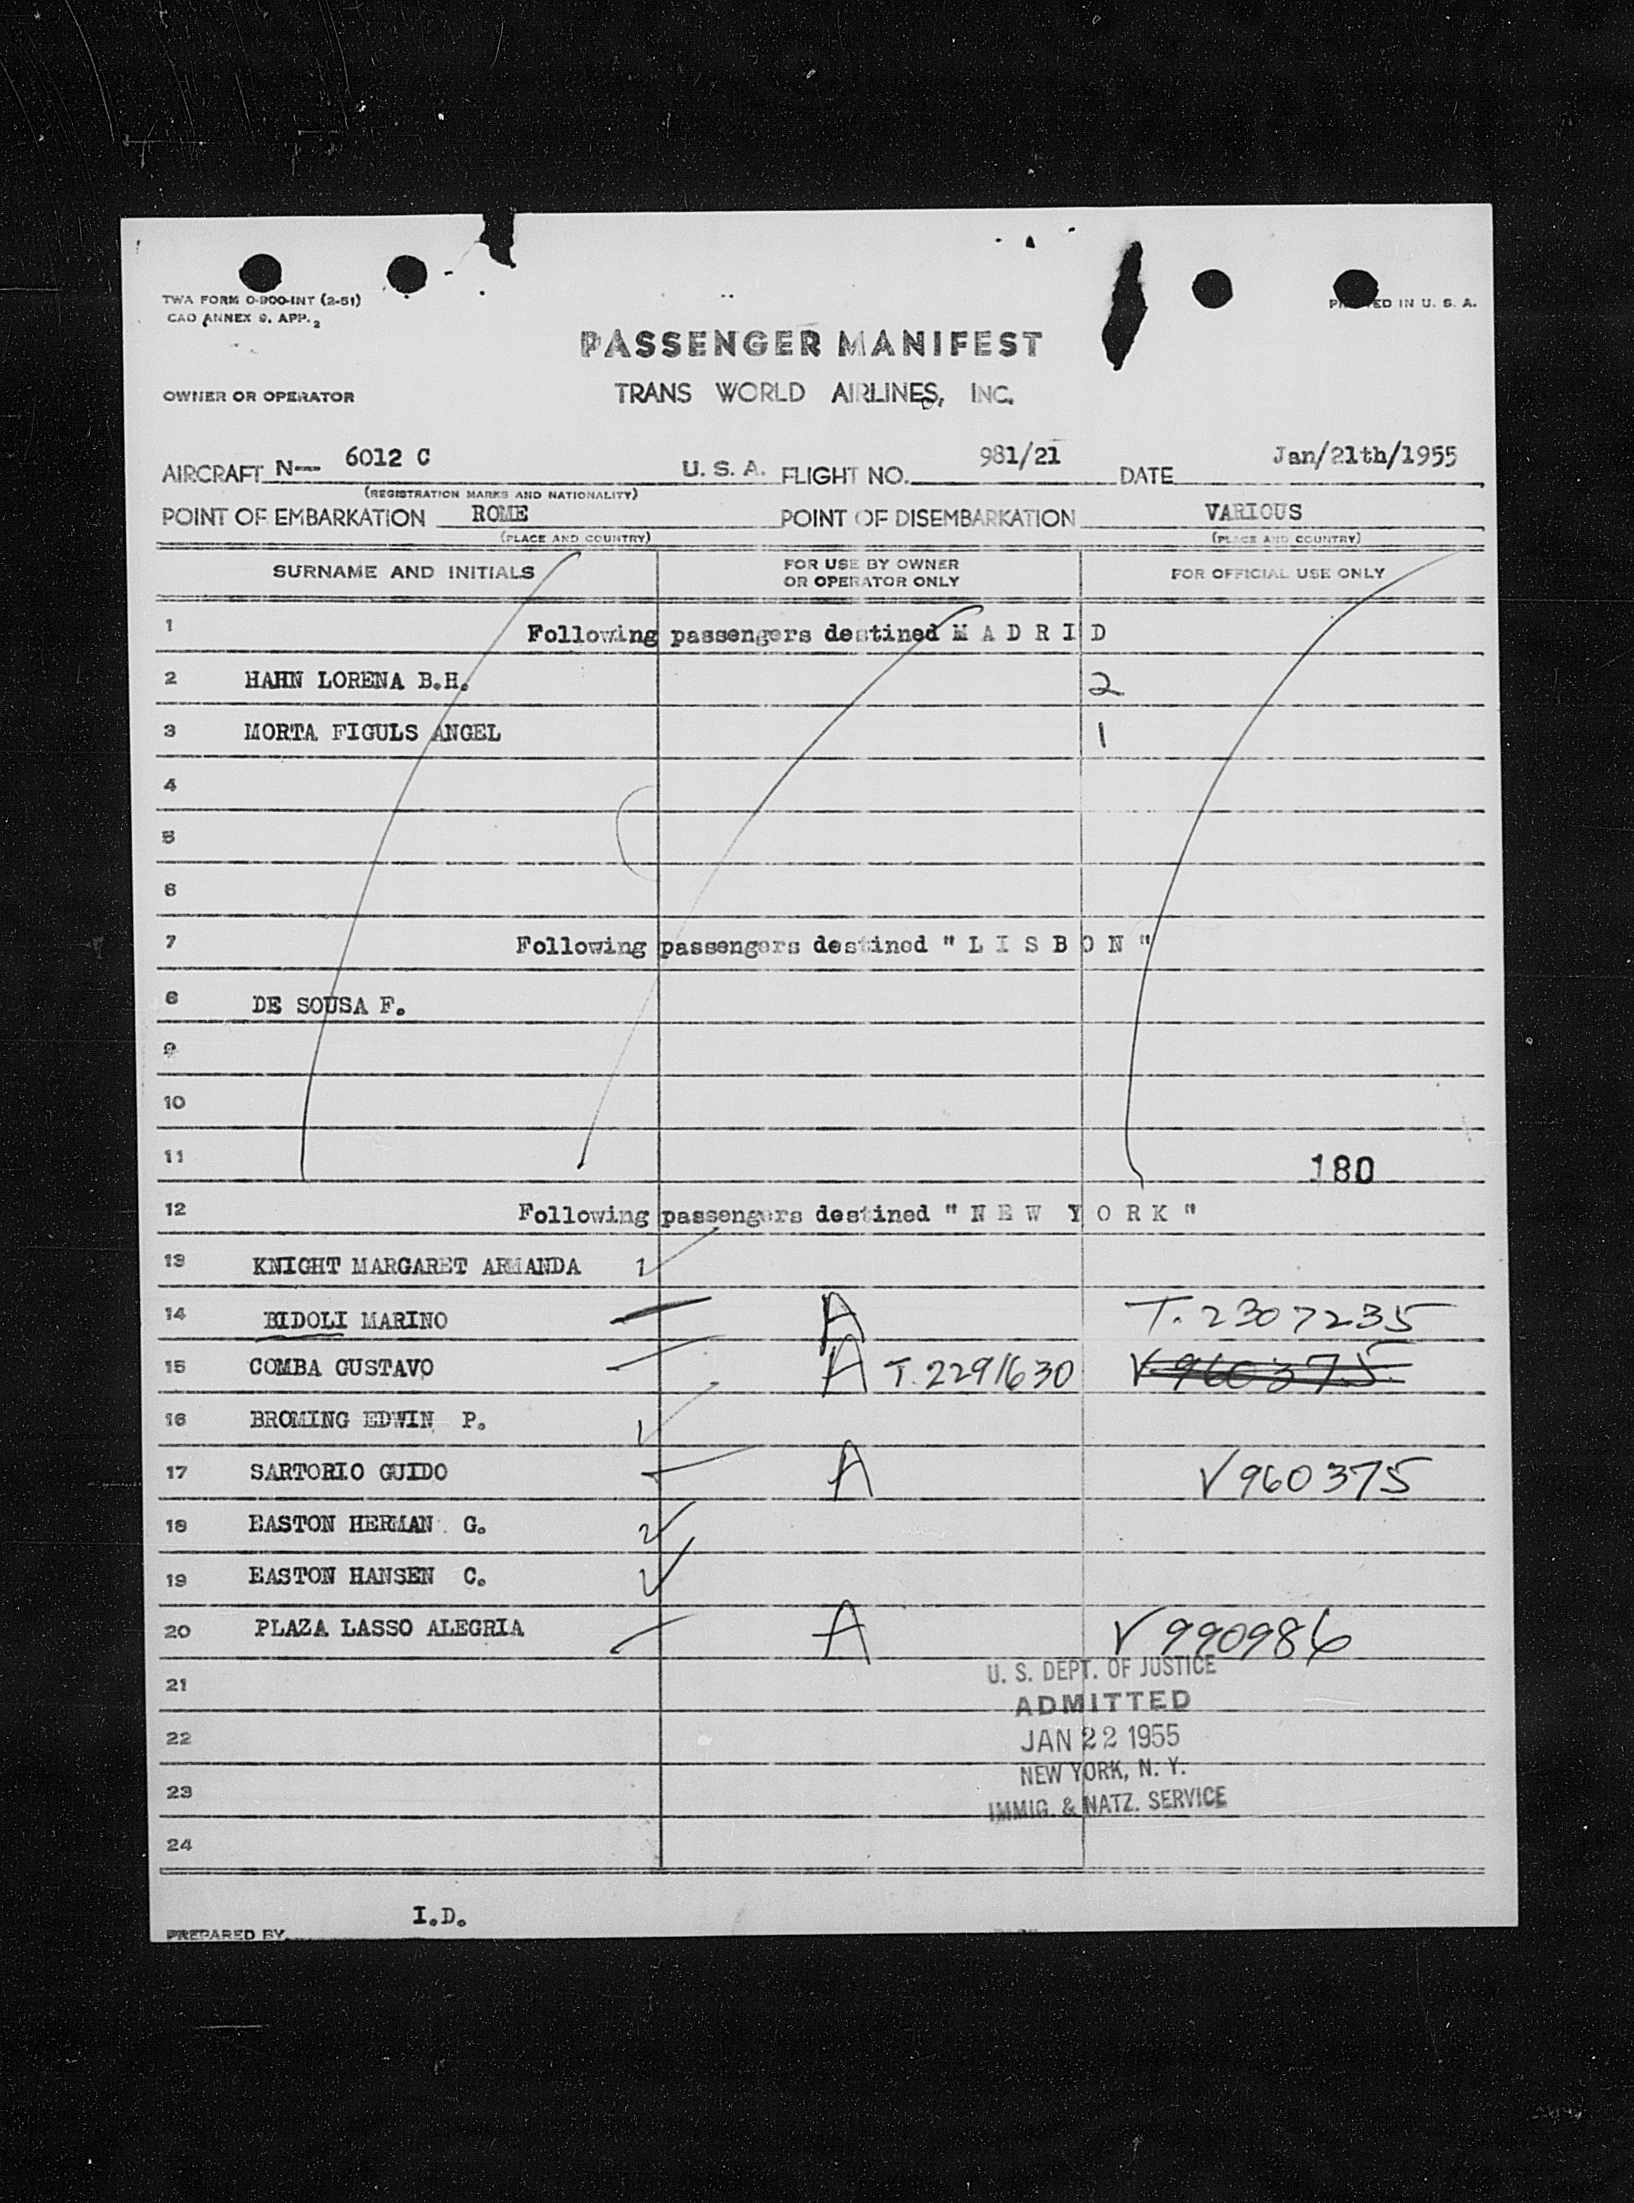 TWA FORM O-900-INT (2-51)
CAO ANNEX 9, APP. 2
ED IN U. S. A.
PASSENGER MANIFEST
OWNER OR OPERATOR TRANS WORLD AIRLINES, INC.
AIRCRAFT N— 6012 C U. S. A. FLIGHT NO. 981/21 DATE Jan/21th/1955
(REGISTRATION MARKS AND NATIONALITY)
POINT OF EMBARKATION ROME POINT OF DISEMBARKATION VARIOUS
(PLACE AND COUNTRY) (PLACE AND COUNTRY)
SURNAME AND INITIALS FOR USE BY OWNER OR OPERATOR ONLY FOR OFFICIAL USE ONLY
1 Following passengers destined M A D R I D
2 HAHN LORENA B.H. 2
3 MORTA FIGULS ANGEL 1
4
5
6
7 Following passengers destined " L I S B O N "
8 DE SOUSA F.
9
10
11 180
12 Following passengers destined " N E W Y O R K "
13 KNIGHT MARGARET ARMANDA 1
14 BIDOLI MARINO A T. 2307235
15 COMBA GUSTAVO A T. 2291630 V 960375
16 BROMING EDWIN P. 1
17 SARTORIO GUIDO A V 960375
18 EASTON HERMAN G. 2
19 EASTON HANSEN C.
20 PLAZA LASSO ALEGRIA A V 990986
21
22
23
24
U. S. DEPT. OF JUSTICE
ADMITTED
JAN 22 1955
NEW YORK, N. Y.
IMMIG. & NATZ. SERVICE
I.D.
PREPARED BY